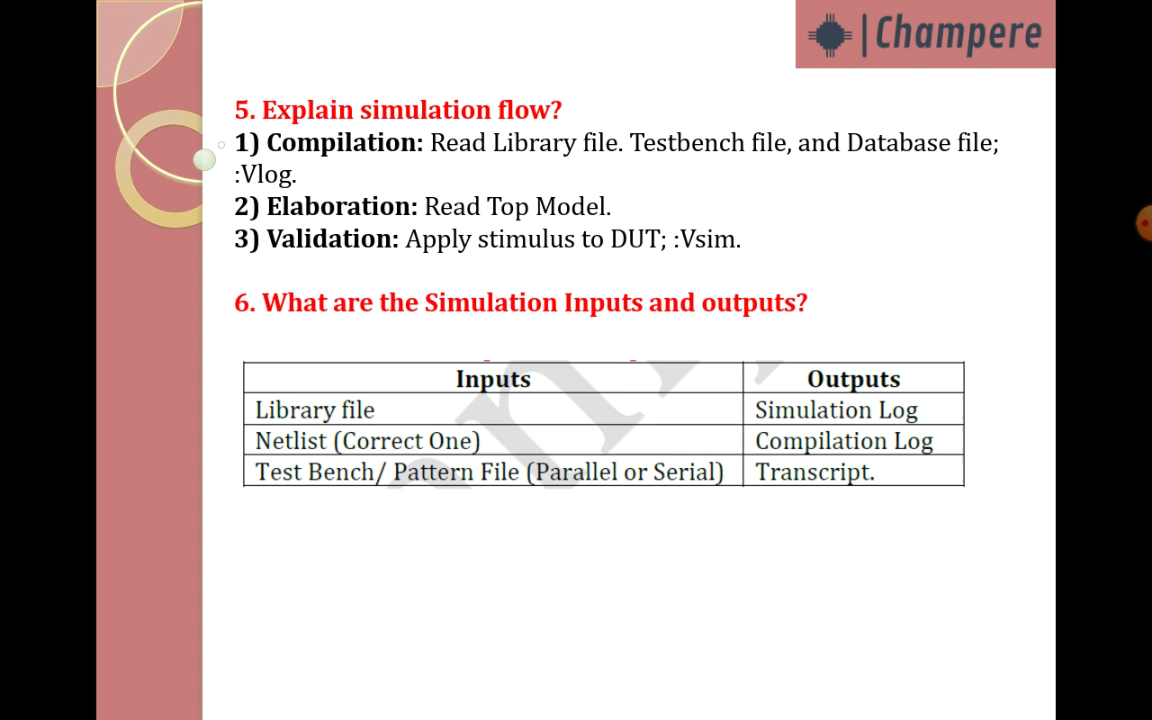 | Champere
5. Explain simulation flow?
1) Compilation: Read Library file. Testbench file, and Database file;
:Vlog.
2) Elaboration: Read Top Model.
3) Validation: Apply stimulus to DUT; :Vsim.
6. What are the Simulation Inputs and outputs?
Inputs Outputs
Library file Simulation Log
Netlist (Correct One) Compilation Log
Test Bench/ Pattern File (Parallel or Serial) Transcript.